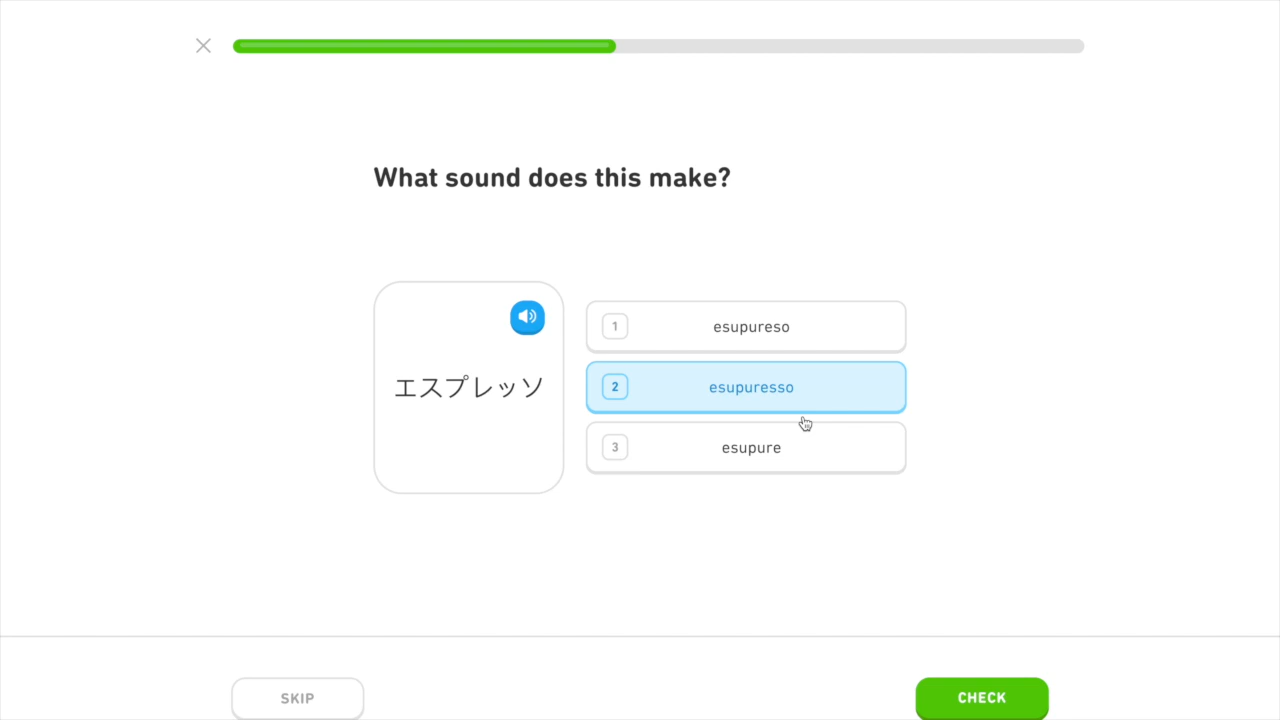 What sound does this make?
エスプレッソ
1 esupureso
2 esupuresso
3 esupure
SKIP
CHECK